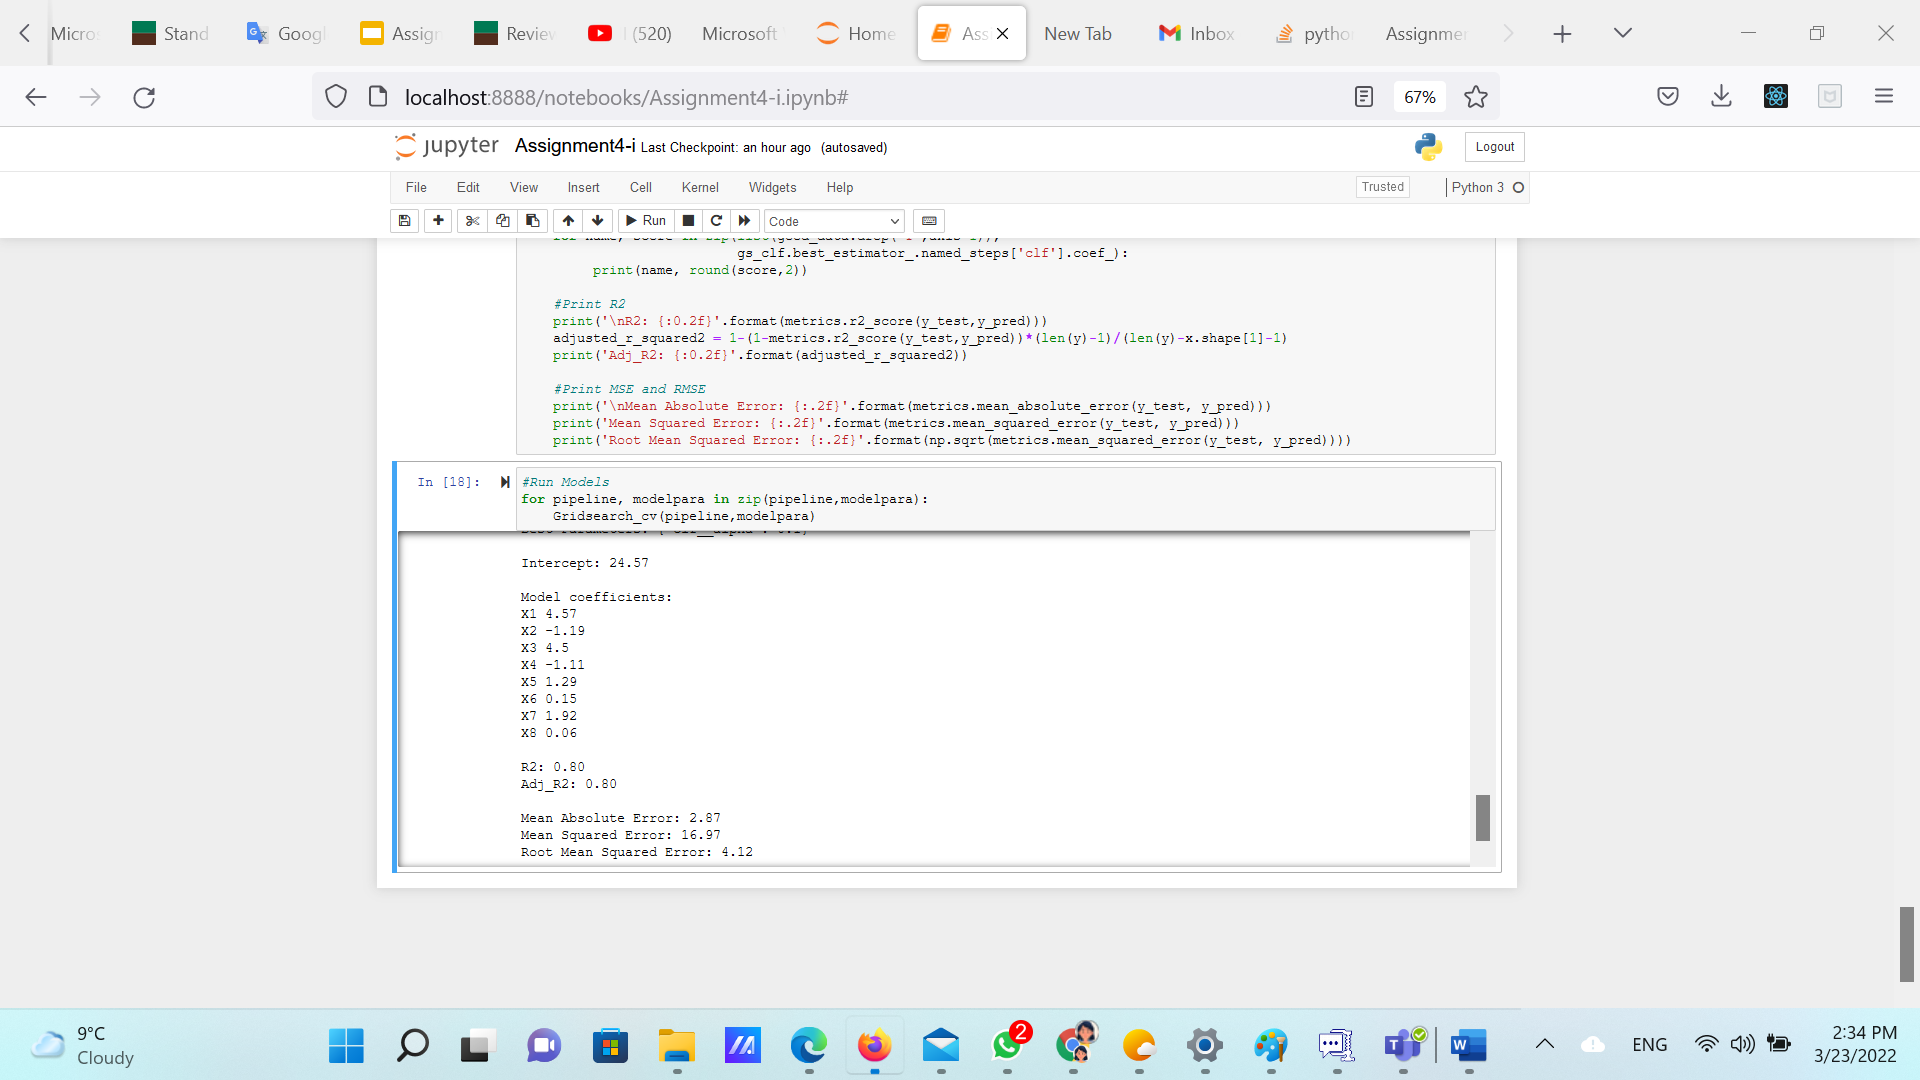 Micro
Stand
Googl
Assign
Review
(520)
Microsoft
Home
Ass
New Tab
Inbox
pytho
Assignmen
localhost:8888/notebooks/Assignment4-i.ipynb#
67%
jupyter Assignment4-i Last Checkpoint: an hour ago (autosaved)
Logout
File Edit View Insert Cell Kernel Widgets Help
Trusted
Python 3
Run
Code
gs_clf.best_estimator_.named_steps['clf'].coef_):
print(name, round(score,2))
#Print R2
print('\nR2: {:0.2f}'.format(metrics.r2_score(y_test,y_pred)))
adjusted_r_squared2 = 1-(1-metrics.r2_score(y_test,y_pred))*(len(y)-1)/(len(y)-x.shape[1]-1)
print('Adj_R2: {:0.2f}'.format(adjusted_r_squared2))
#Print MSE and RMSE
print('\nMean Absolute Error: {:.2f}'.format(metrics.mean_absolute_error(y_test, y_pred)))
print('Mean Squared Error: {:.2f}'.format(metrics.mean_squared_error(y_test, y_pred)))
print('Root Mean Squared Error: {:.2f}'.format(np.sqrt(metrics.mean_squared_error(y_test, y_pred))))
In [18]:
#Run Models
for pipeline, modelpara in zip(pipeline,modelpara):
Gridsearch_cv(pipeline,modelpara)
Intercept: 24.57
Model coefficients:
X1 4.57
X2 -1.19
X3 4.5
X4 -1.11
X5 1.29
X6 0.15
X7 1.92
X8 0.06
R2: 0.80
Adj_R2: 0.80
Mean Absolute Error: 2.87
Mean Squared Error: 16.97
Root Mean Squared Error: 4.12
9°C
Cloudy
2
ENG
2:34 PM
3/23/2022